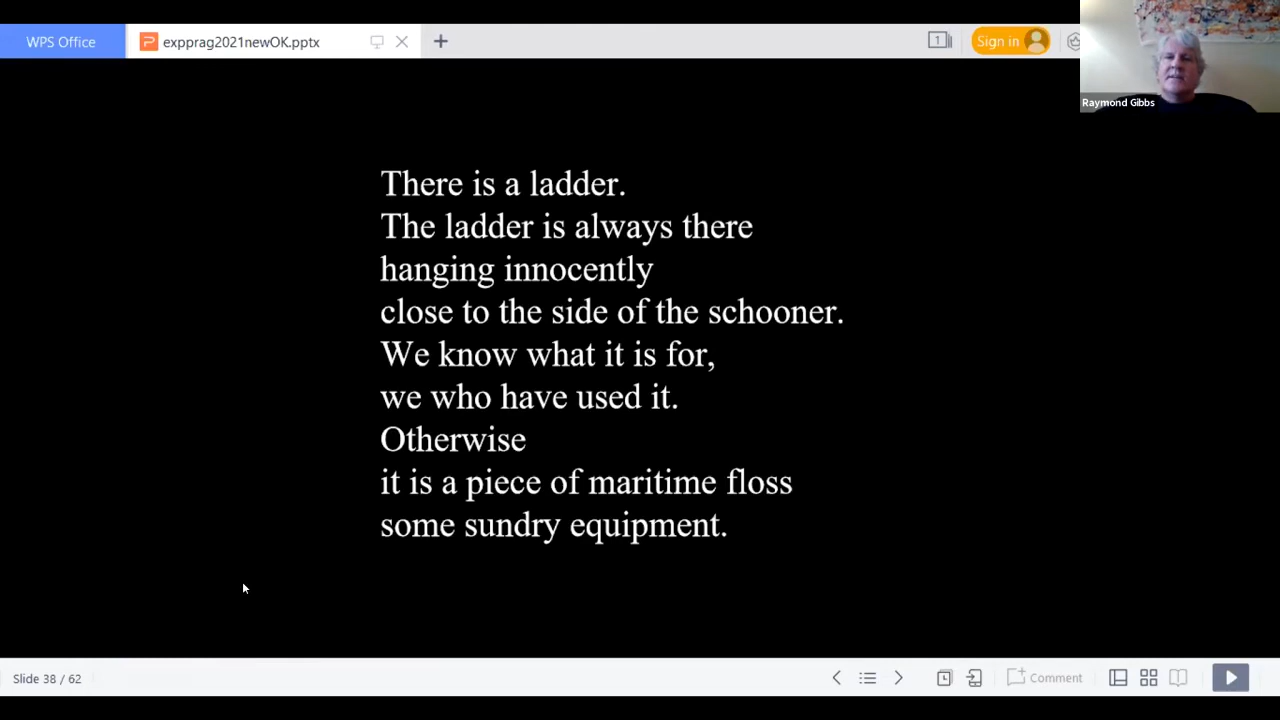 WPS Office
expprag2021newOK.pptx
1
Sign in
Raymond Gibbs
There is a ladder.
The ladder is always there
hanging innocently
close to the side of the schooner.
We know what it is for,
we who have used it.
Otherwise
it is a piece of maritime floss
some sundry equipment.
Slide 38 / 62
Comment